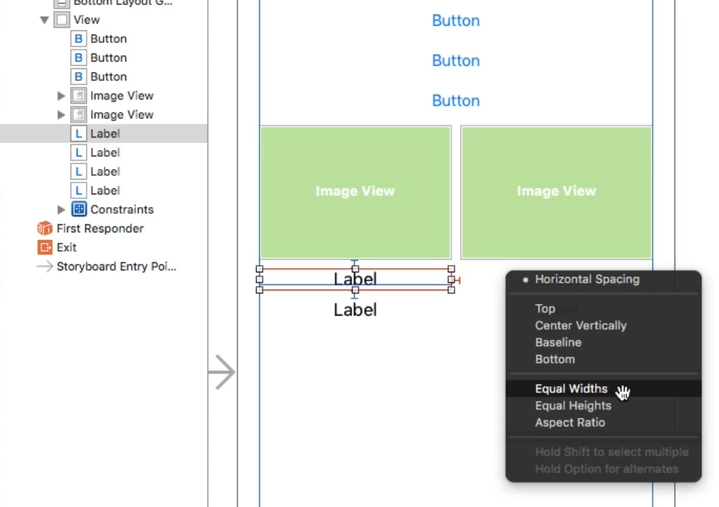 Bottom Layout G...
View
B Button
B Button
B Button
Image View
Image View
L Label
L Label
L Label
L Label
Constraints
First Responder
Exit
Storyboard Entry Poi...
Button
Button
Button
Image View
Image View
Label
Label
Horizontal Spacing
Top
Center Vertically
Baseline
Bottom
Equal Widths
Equal Heights
Aspect Ratio
Hold Shift to select multiple
Hold Option for alternates